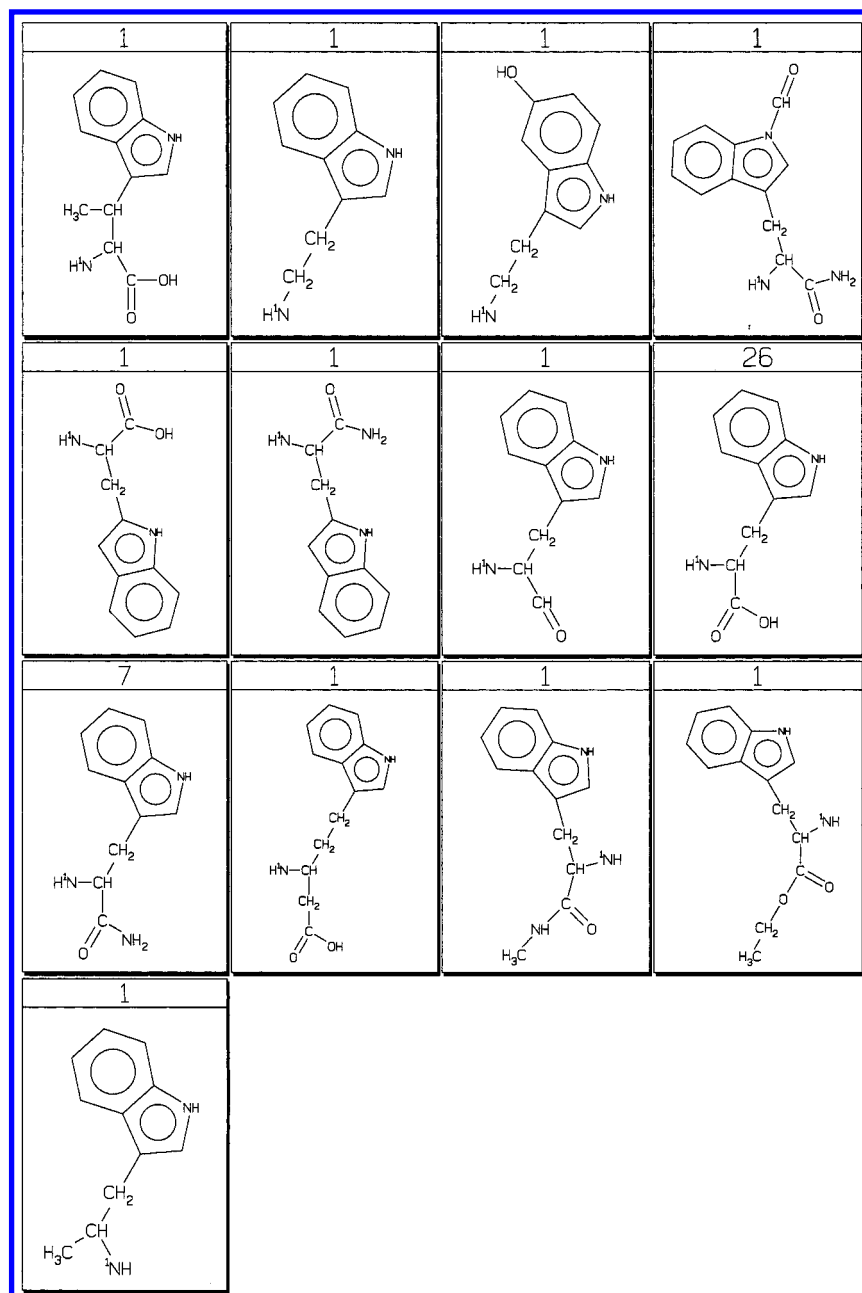 1 1 1 1
NH
H₃C—CH
CH
H¹N
C—OH
O
NH
CH₂
CH₂
H¹N
HO
NH
CH₂
CH₂
H¹N
O
CH
N
CH₂
CH
H¹N
C—NH₂
O
1 1 1 26
O
C—OH
H¹N—CH
CH₂
NH
O
C—NH₂
H¹N—CH
CH₂
NH
NH
CH₂
H¹N—CH
CH
O
NH
CH₂
H¹N—CH
C
O OH
7 1 1 1
NH
CH₂
H¹N—CH
C
O NH₂
NH
CH₂
CH₂
H¹N—CH
CH₂
C
O OH
NH
CH₂
CH—¹NH
C
NH O
H₃C
NH
CH₂
CH—¹NH
C
O O
CH₂
H₃C
1
NH
CH₂
CH
H₃C
¹NH